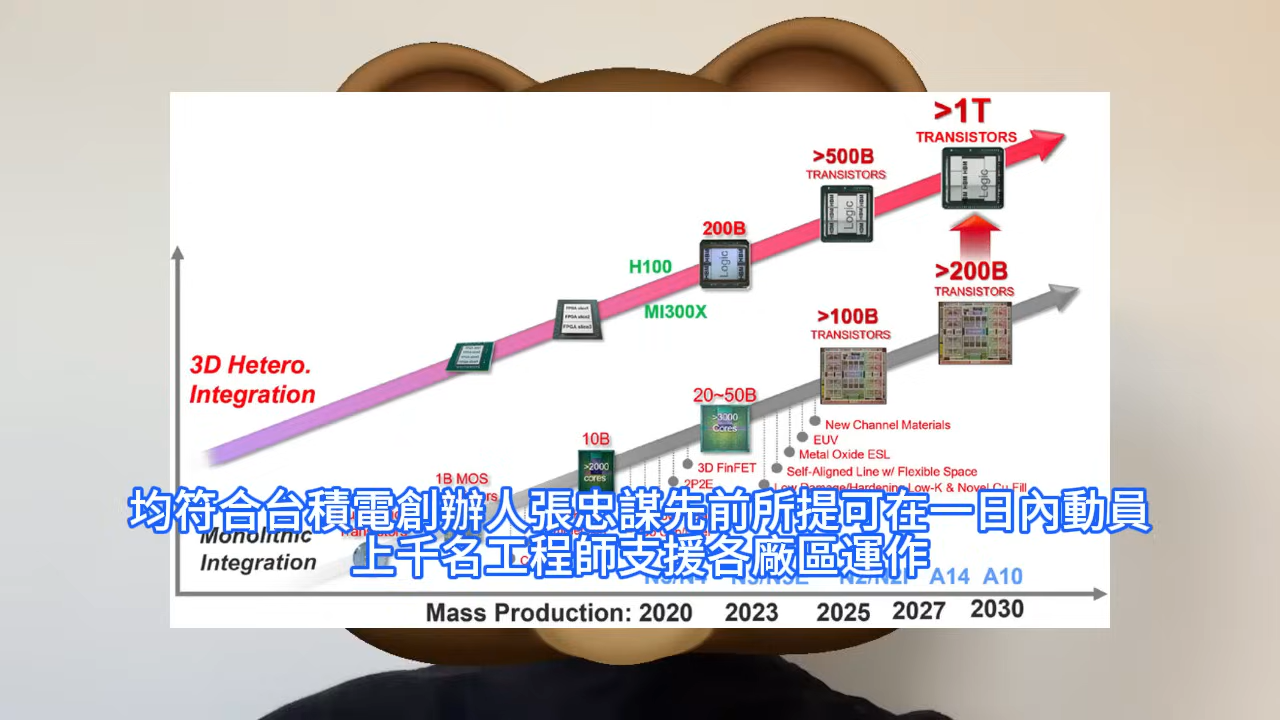 >1T
TRANSISTORS
>500B
TRANSISTORS
200B
H100
MI300X
Logic
Logic
Logic
HBM HBM
>200B
TRANSISTORS
>100B
TRANSISTORS
3D Hetero.
Integration
20~50B
>3000
Cores
10B
>2000
cores
1B MOS
New Channel Materials
EUV
Metal Oxide ESL
Self-Aligned Line w/ Flexible Space
3D FinFET
2P2E
均符合台積電創辦人張忠謀先前所提可在一日內動員
上千名工程師支援各廠區運作
Monolithic
Integration
A14
A10
Mass Production: 2020 2023 2025 2027 2030